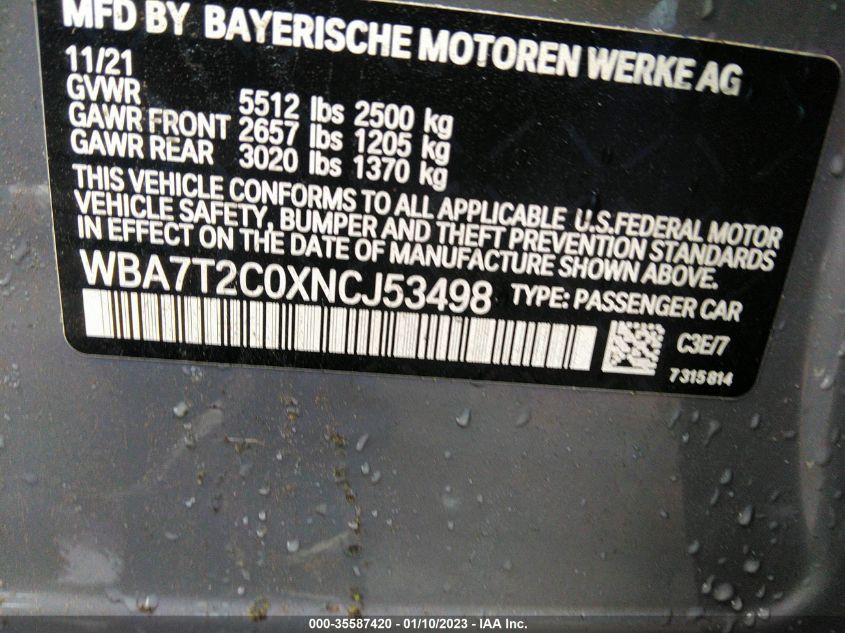 MFD BY BAYERISCHE MOTOREN WERKE AG
11/21
GVWR 5512 lbs 2500 kg
GAWR FRONT 2657 lbs 1205 kg
GAWR REAR 3020 lbs 1370 kg
THIS VEHICLE CONFORMS TO ALL APPLICABLE U.S.FEDERAL MOTOR
VEHICLE SAFETY, BUMPER AND THEFT PREVENTION STANDARDS
IN EFFECT ON THE DATE OF MANUFACTURE SHOWN ABOVE.
WBA7T2C0XNCJ53498 TYPE: PASSENGER CAR
C3E/7
7315814
000-35587420 — 01/10/2023 — IAA Inc.